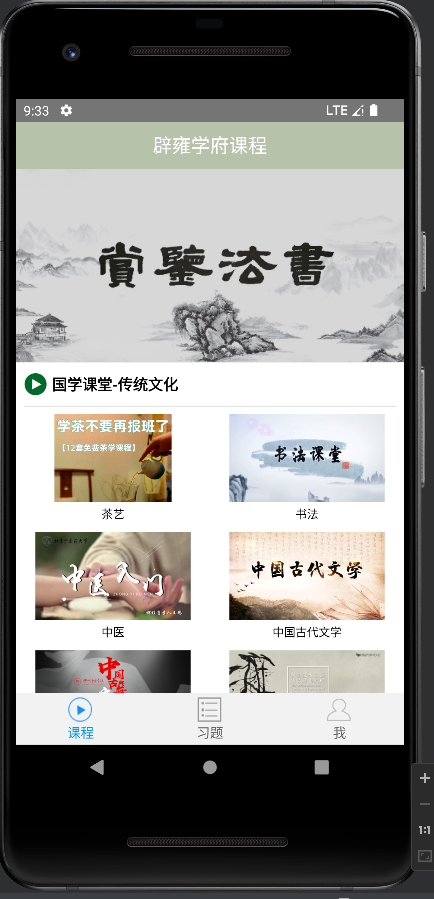 9:33
LTE
辟雍学府课程
賞鑒法書
国学课堂-传统文化
学茶不要再报班了
【12套免费茶学课程】
茶艺
书法课堂
书法
中医入门
中医
中国古代文学
中国古代文学
中国古
课程
习题
我
1:1